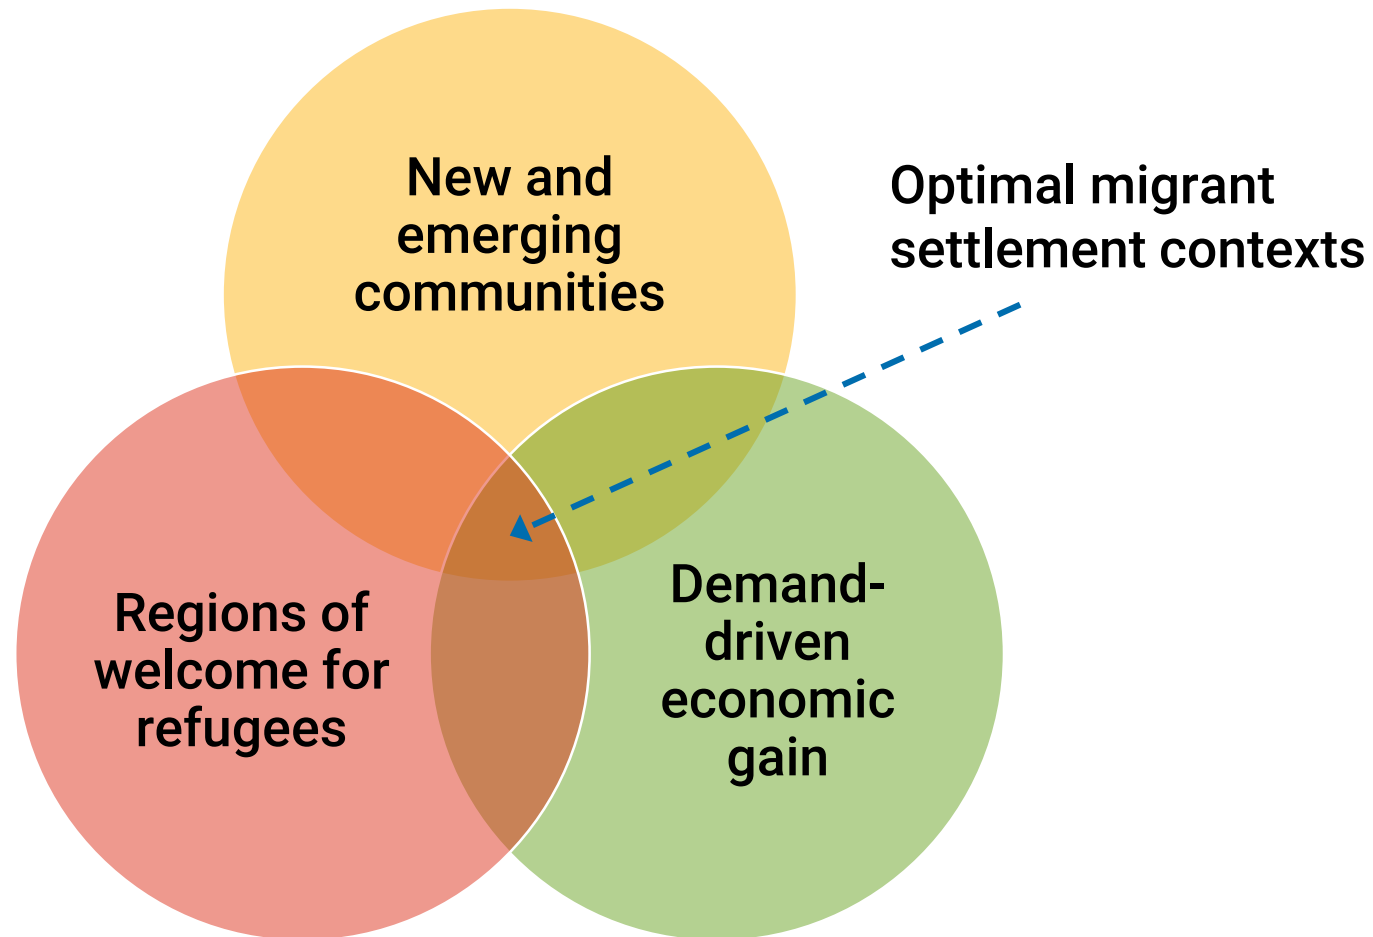 New and
emerging
communities
Optimal migrant
settlement contexts
Regions of
welcome for
refugees
Demand-
driven
economic
gain